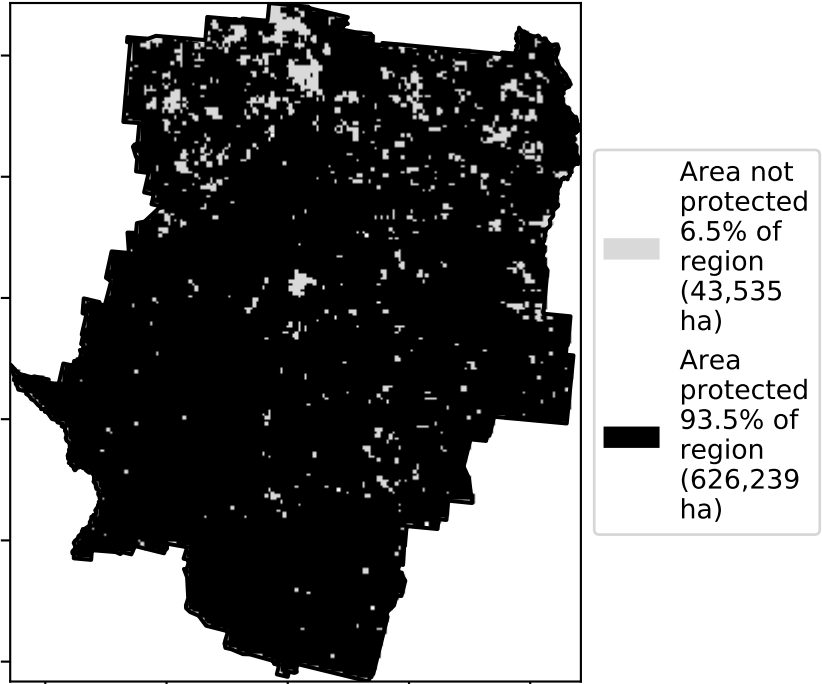 Area not
protected
6.5% of
region
(43,535
ha)
Area
protected
93.5% of
region
(626,239
ha)